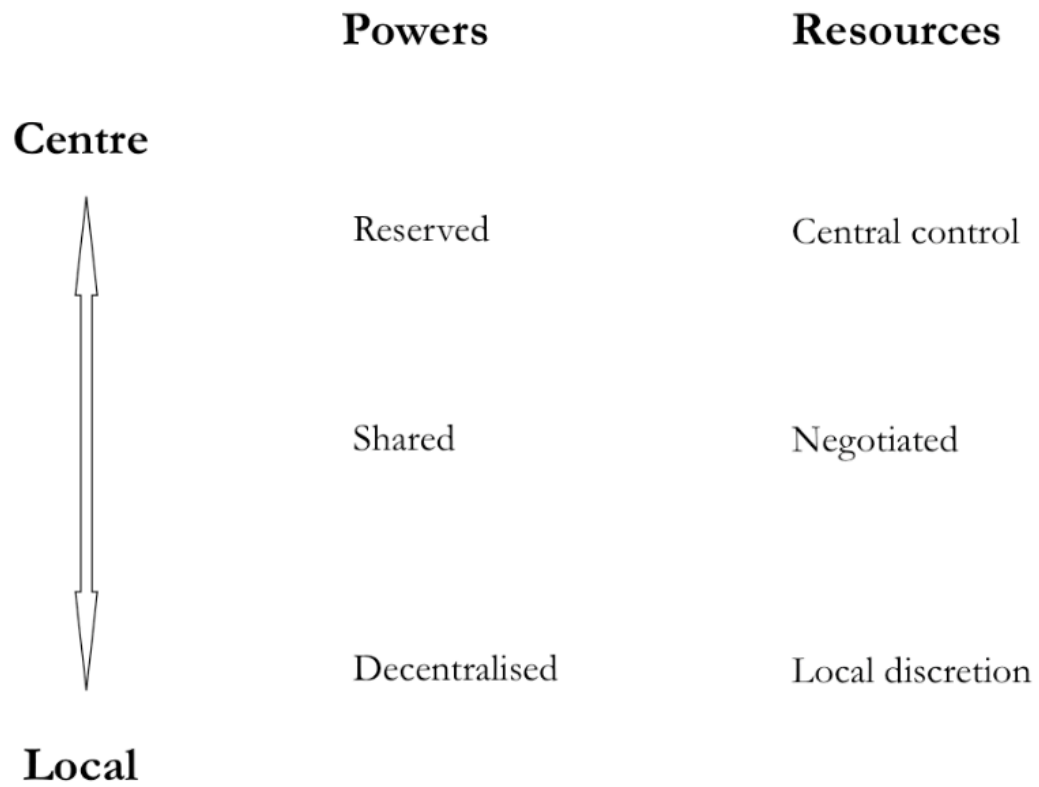 Powers Resources
Centre
Reserved Central control
Shared Negotiated
Decentralised Local discretion
Local